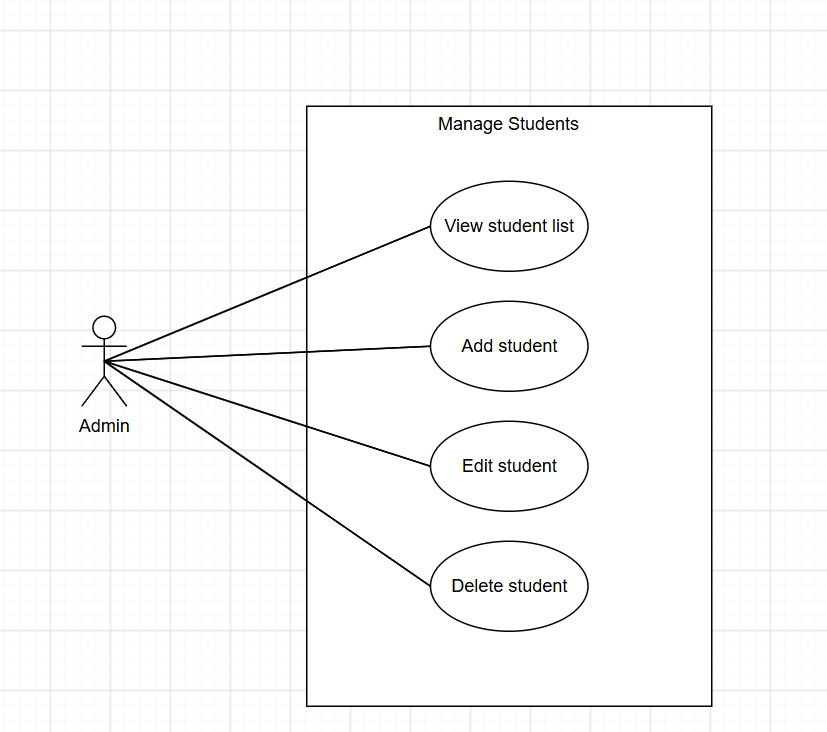 Manage Students
View student list
Add student
Admin
Edit student
Delete student